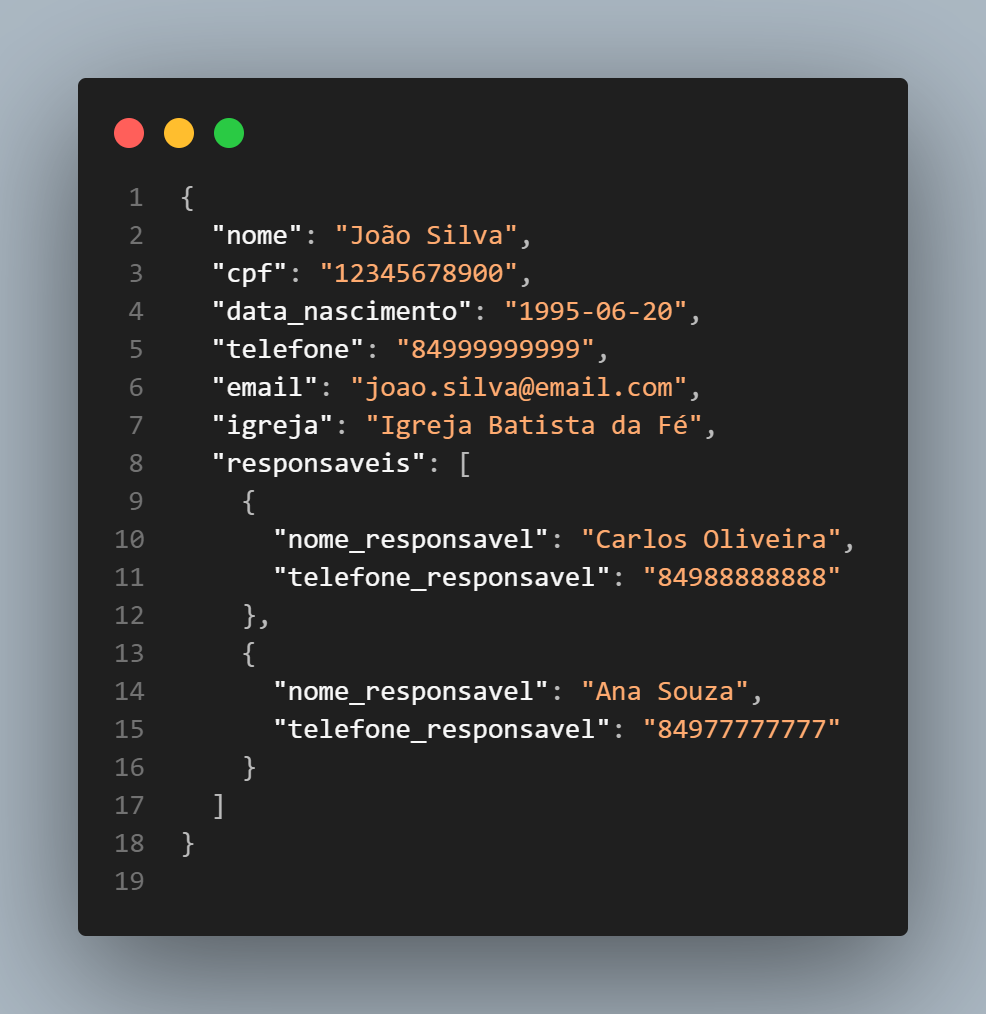 1 {
2   "nome": "João Silva",
3   "cpf": "12345678900",
4   "data_nascimento": "1995-06-20",
5   "telefone": "84999999999",
6   "email": "joao.silva@email.com",
7   "igreja": "Igreja Batista da Fé",
8   "responsaveis": [
9     {
10       "nome_responsavel": "Carlos Oliveira",
11       "telefone_responsavel": "84988888888"
12     },
13     {
14       "nome_responsavel": "Ana Souza",
15       "telefone_responsavel": "84977777777"
16     }
17   ]
18 }
19